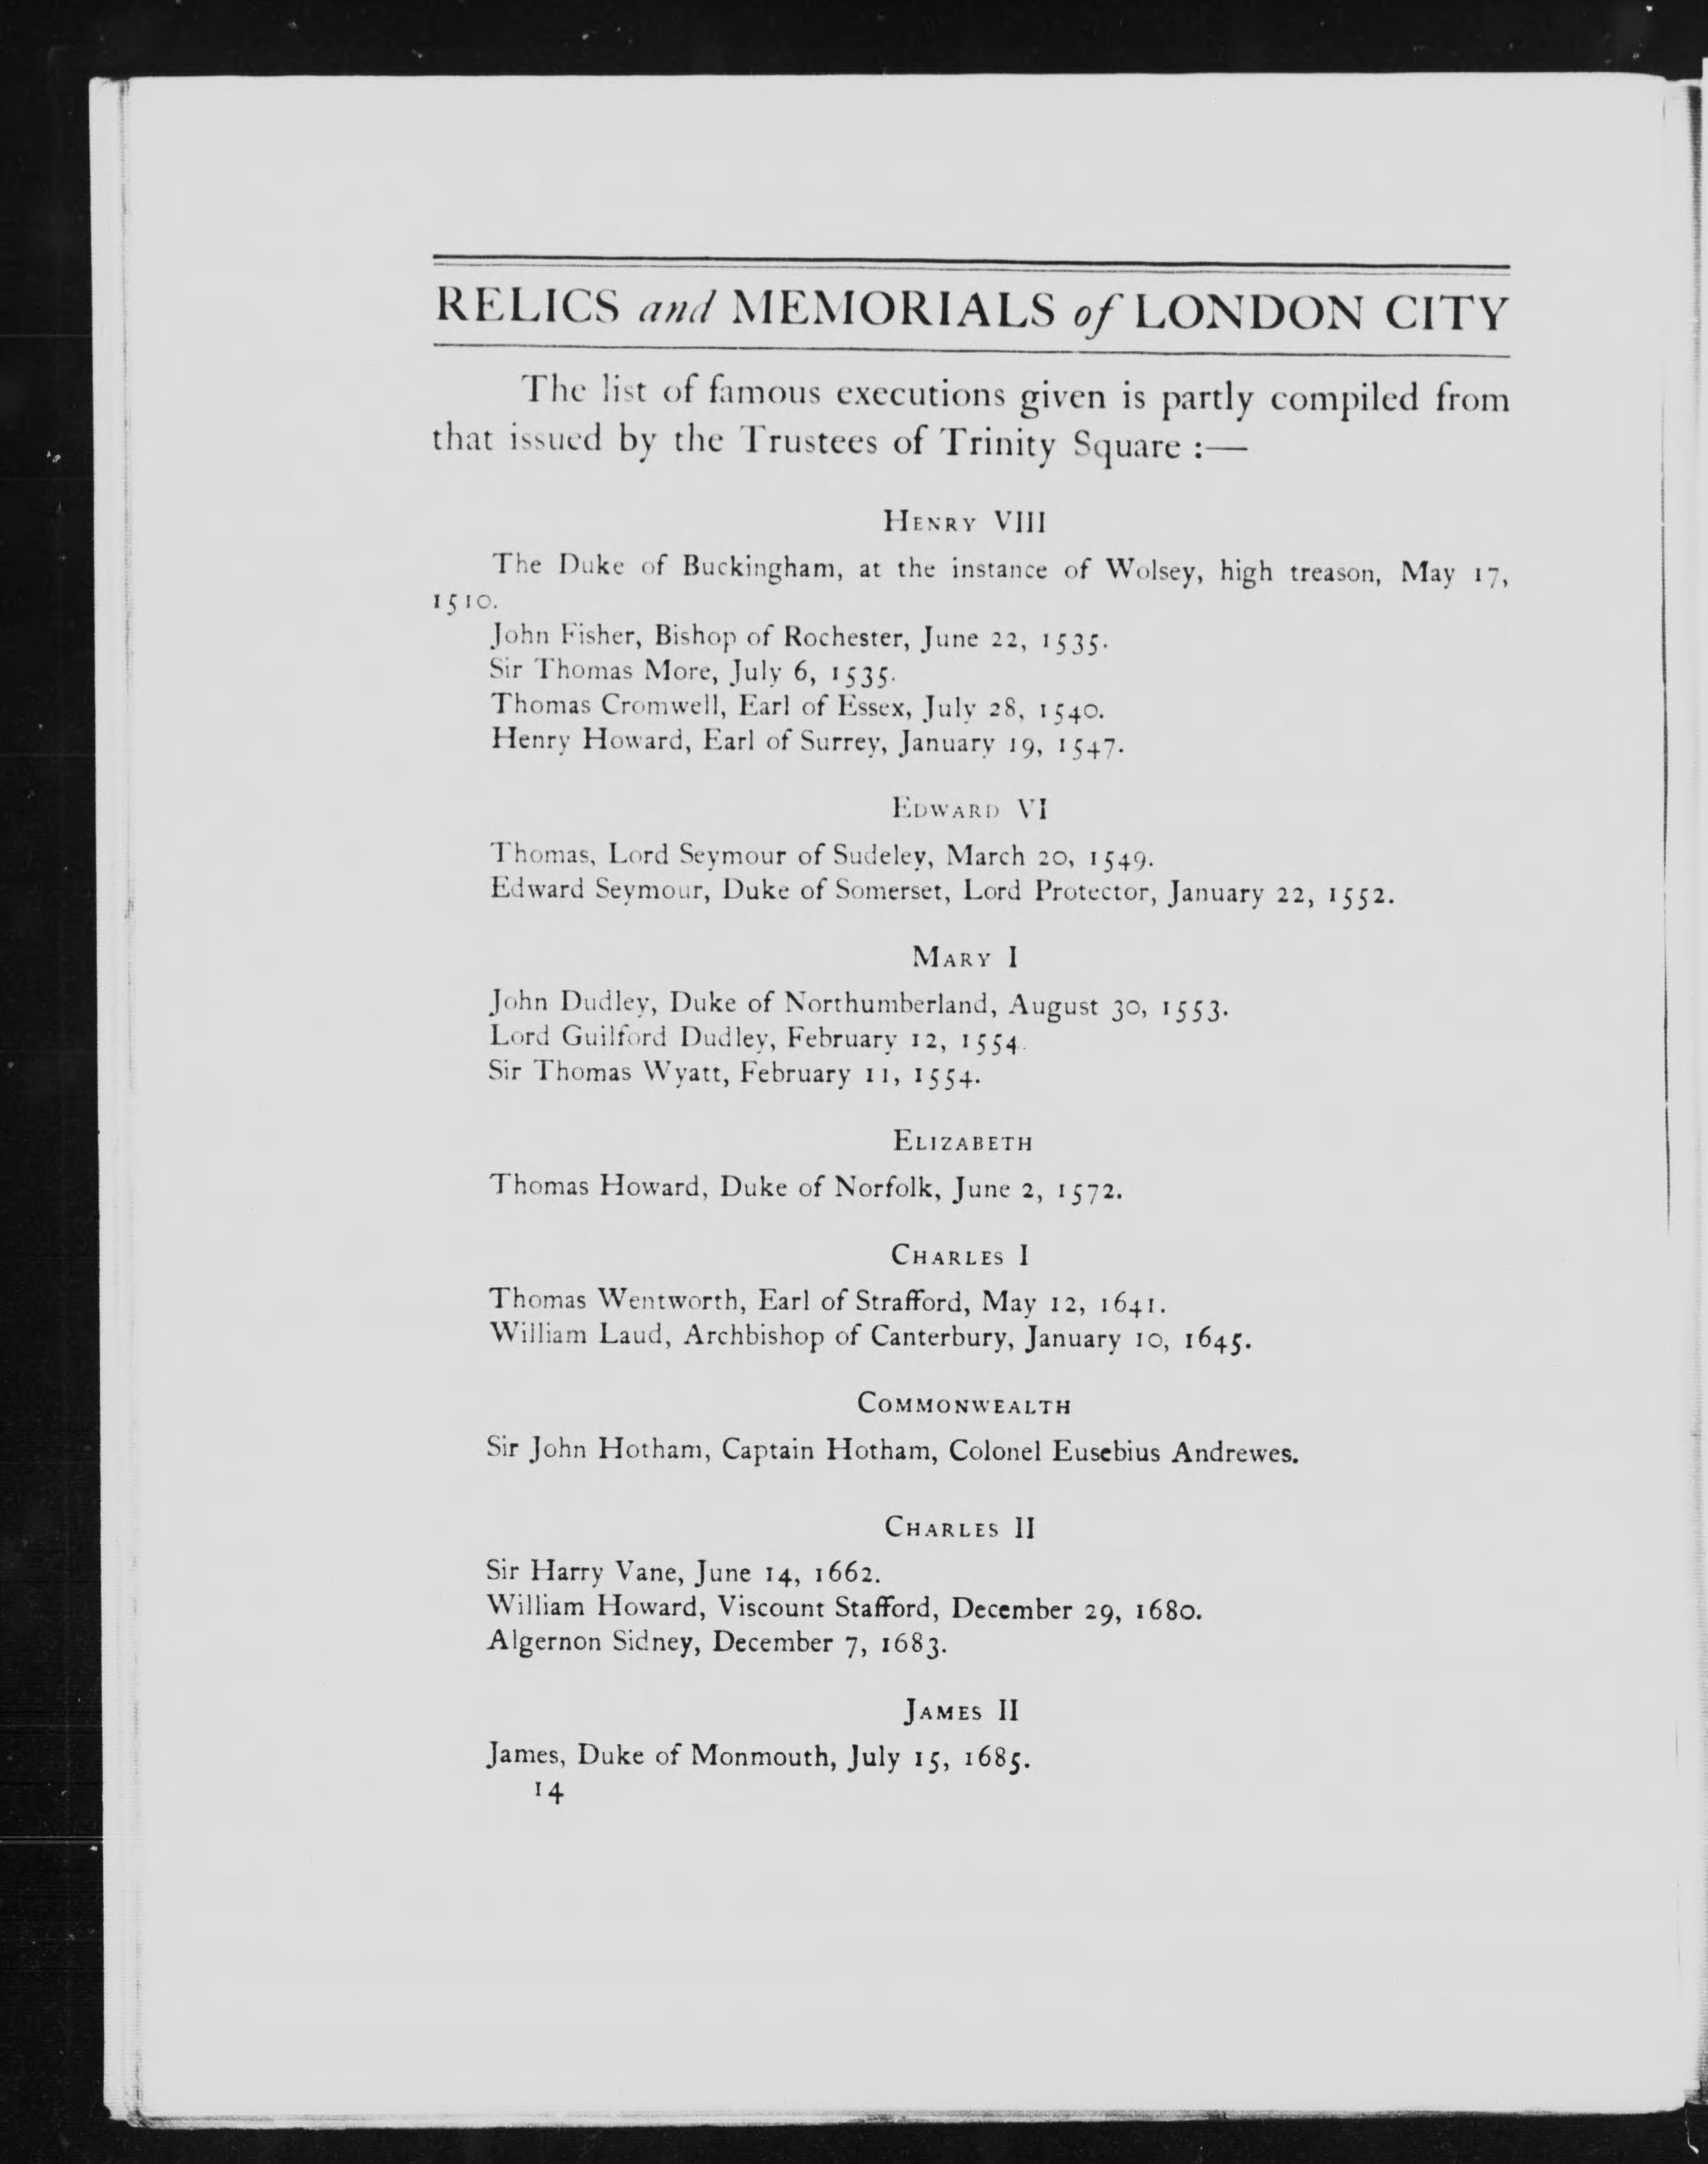 RELICS and MEMORIALS of LONDON CITY
The list of famous executions given is partly compiled from
that issued by the Trustees of Trinity Square :—
HENRY VIII
The Duke of Buckingham, at the instance of Wolsey, high treason, May 17,
1510.
John Fisher, Bishop of Rochester, June 22, 1535.
Sir Thomas More, July 6, 1535.
Thomas Cromwell, Earl of Essex, July 28, 1540.
Henry Howard, Earl of Surrey, January 19, 1547.
EDWARD VI
Thomas, Lord Seymour of Sudeley, March 20, 1549.
Edward Seymour, Duke of Somerset, Lord Protector, January 22, 1552.
MARY I
John Dudley, Duke of Northumberland, August 30, 1553.
Lord Guilford Dudley, February 12, 1554.
Sir Thomas Wyatt, February 11, 1554.
ELIZABETH
Thomas Howard, Duke of Norfolk, June 2, 1572.
CHARLES I
Thomas Wentworth, Earl of Strafford, May 12, 1641.
William Laud, Archbishop of Canterbury, January 10, 1645.
COMMONWEALTH
Sir John Hotham, Captain Hotham, Colonel Eusebius Andrewes.
CHARLES II
Sir Harry Vane, June 14, 1662.
William Howard, Viscount Stafford, December 29, 1680.
Algernon Sidney, December 7, 1683.
JAMES II
James, Duke of Monmouth, July 15, 1685.
14